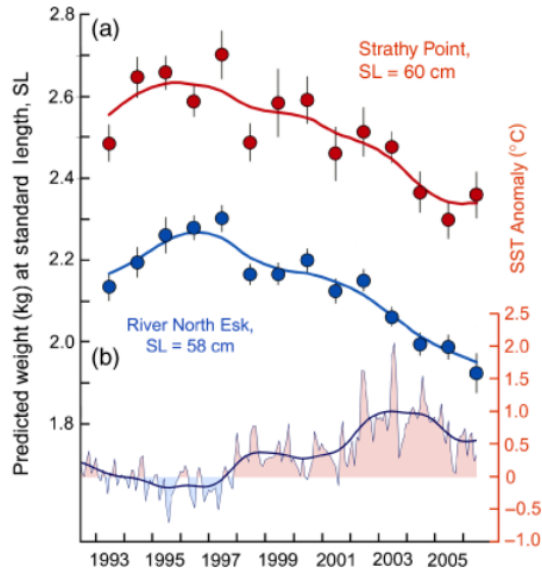 (a)
Strathy Point,
SL = 60 cm
Predicted weight (kg) at standard length, SL
2.8
2.6
2.4
2.2
2.0
1.8
River North Esk,
SL = 58 cm
(b)
SST Anomaly (°C)
2.5
2.0
1.5
1.0
0.5
0
−0.5
−1.0
1993 1995 1997 1999 2001 2003 2005